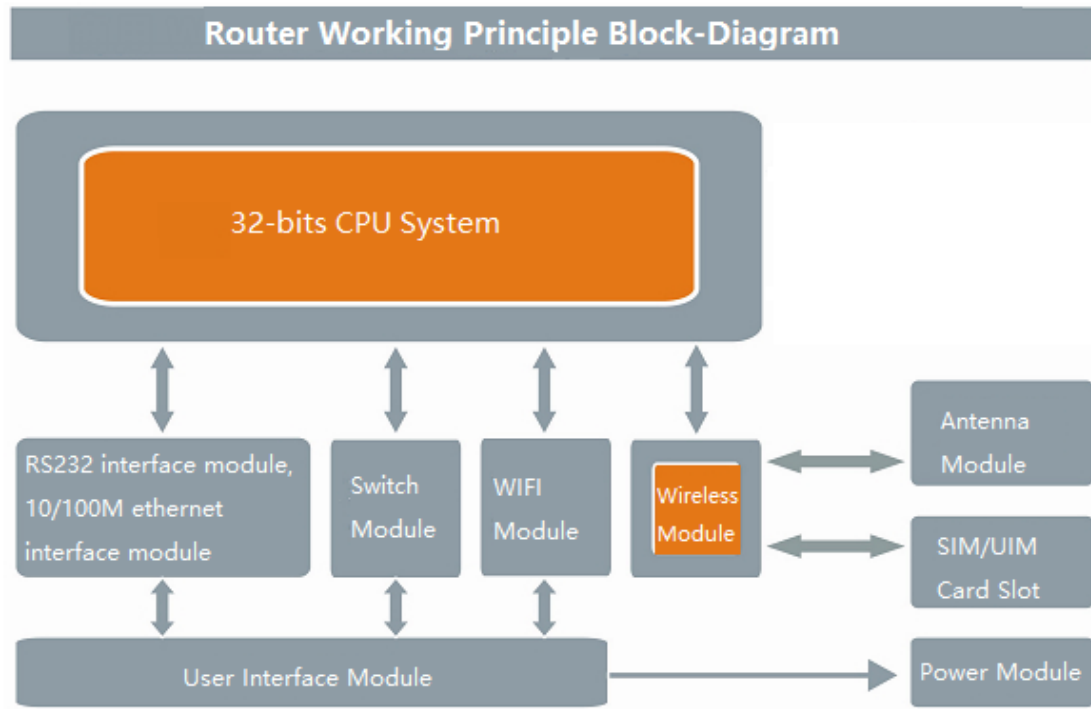 Router Working Principle Block-Diagram
32-bits CPU System
RS232 interface module,
10/100M ethernet
interface module
Switch
Module
WIFI
Module
Wireless
Module
Antenna
Module
SIM/UIM
Card Slot
User Interface Module
Power Module